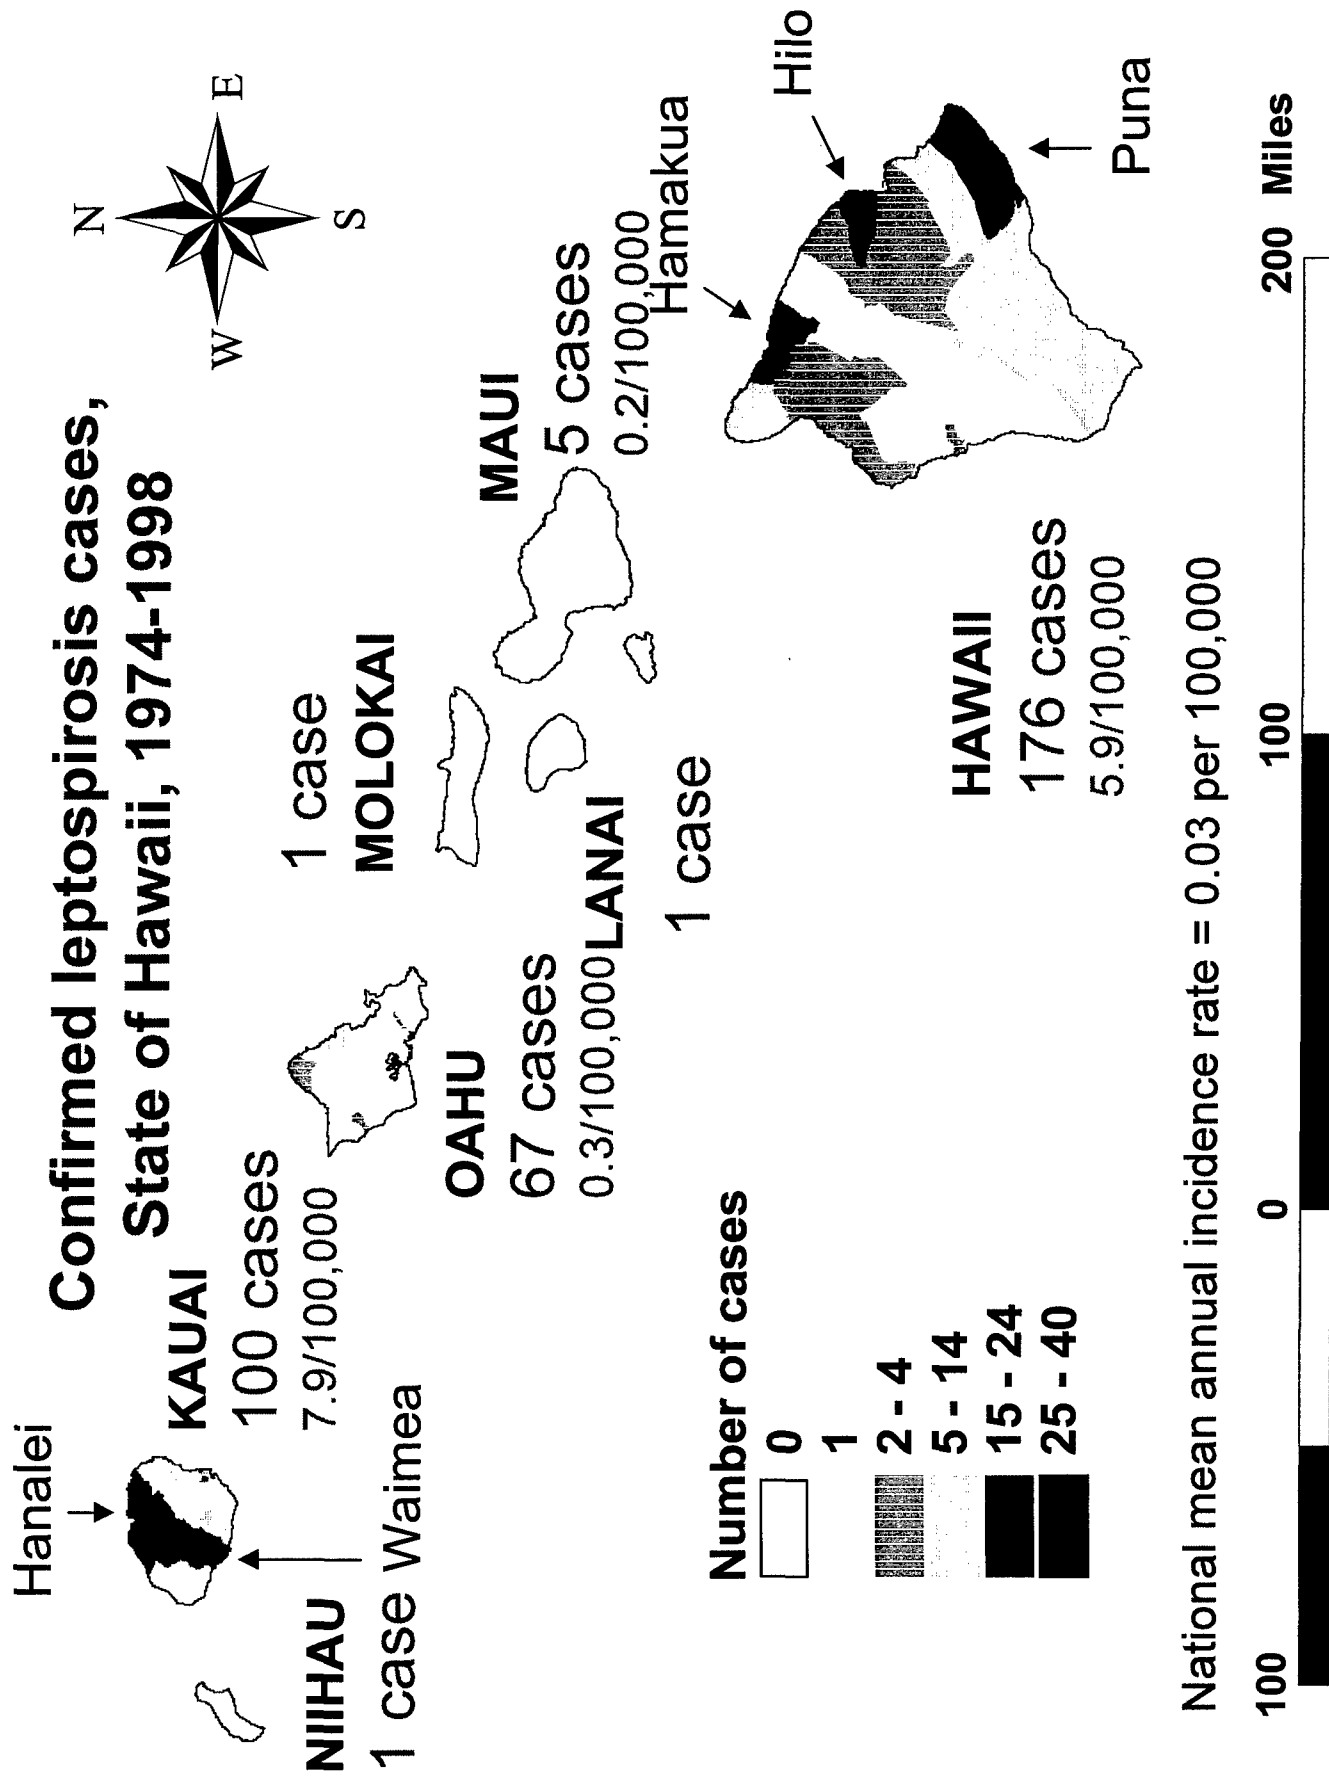 Confirmed leptospirosis cases,
State of Hawaii, 1974-1998
N
W
E
S
Hanalei
KAUAI
100 cases
7.9/100,000
Waimea
NIIHAU
1 case
OAHU
67 cases
0.3/100,000
1 case
MOLOKAI
LANAI
1 case
MAUI
5 cases
0.2/100,000
Hamakua
Hilo
Puna
HAWAII
176 cases
5.9/100,000
Number of cases
0
1
2 - 4
5 - 14
15 - 24
25 - 40
National mean annual incidence rate = 0.03 per 100,000
100 0 100 200 Miles